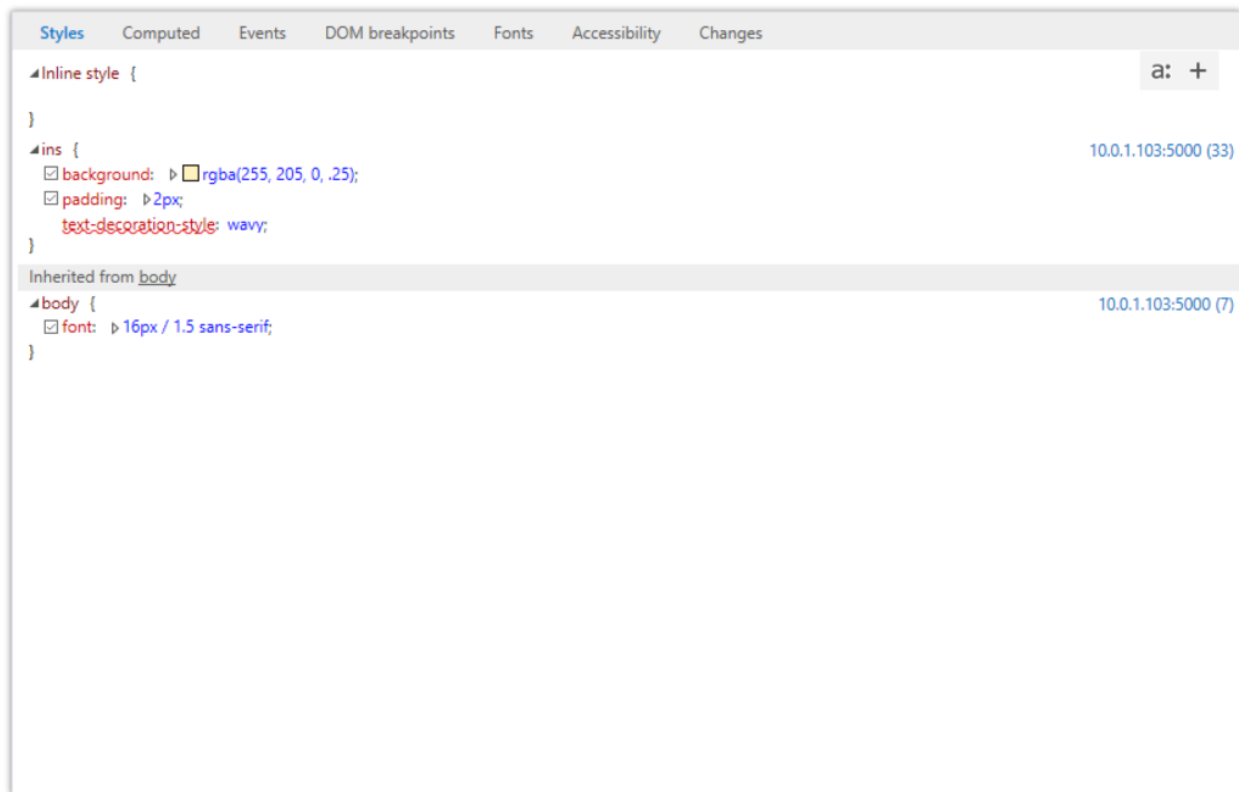 Styles Computed Events DOM breakpoints Fonts Accessibility Changes
Inline style {
a: +
}
ins { 10.0.1.103:5000 (33)
background: rgba(255, 205, 0, .25);
padding: 2px;
text-decoration-style: wavy;
}
Inherited from body
body { 10.0.1.103:5000 (7)
font: 16px / 1.5 sans-serif;
}